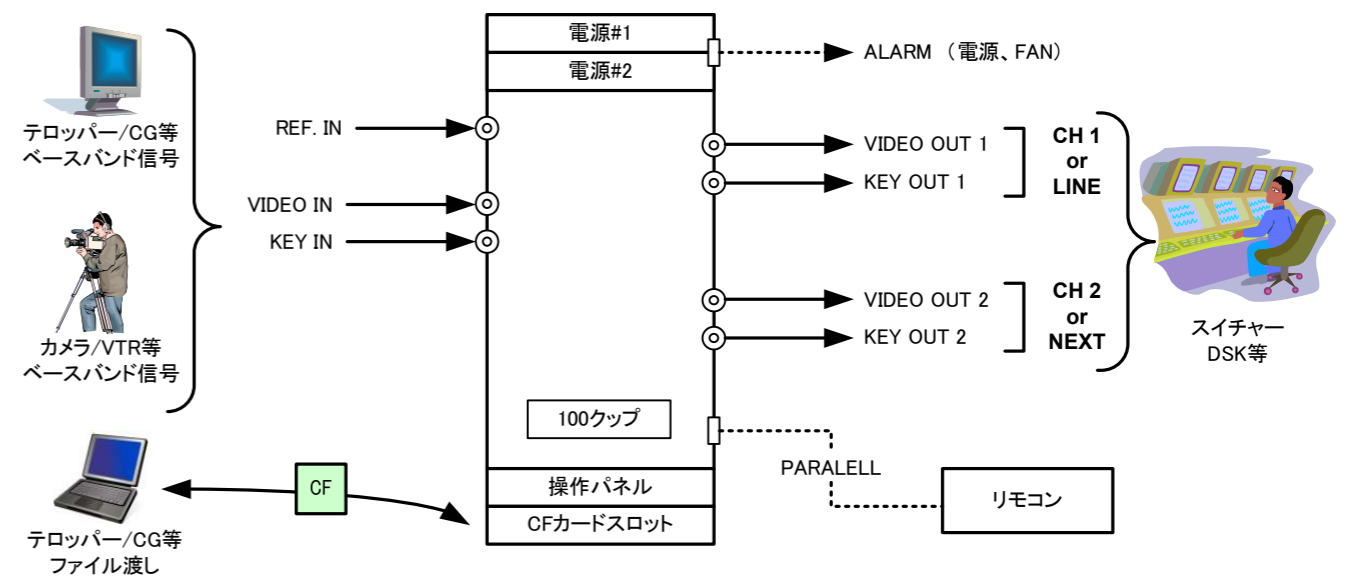 テロッパー/CG等
ベースバンド信号
カメラ/VTR等
ベースバンド信号
テロッパー/CG等
ファイル渡し
CF
REF. IN
VIDEO IN
KEY IN
電源#1
電源#2
100クップ
操作パネル
CFカードスロット
ALARM （電源、FAN）
VIDEO OUT 1
KEY OUT 1
CH 1
or
LINE
VIDEO OUT 2
KEY OUT 2
CH 2
or
NEXT
スイチャー
DSK等
PARALELL
リモコン